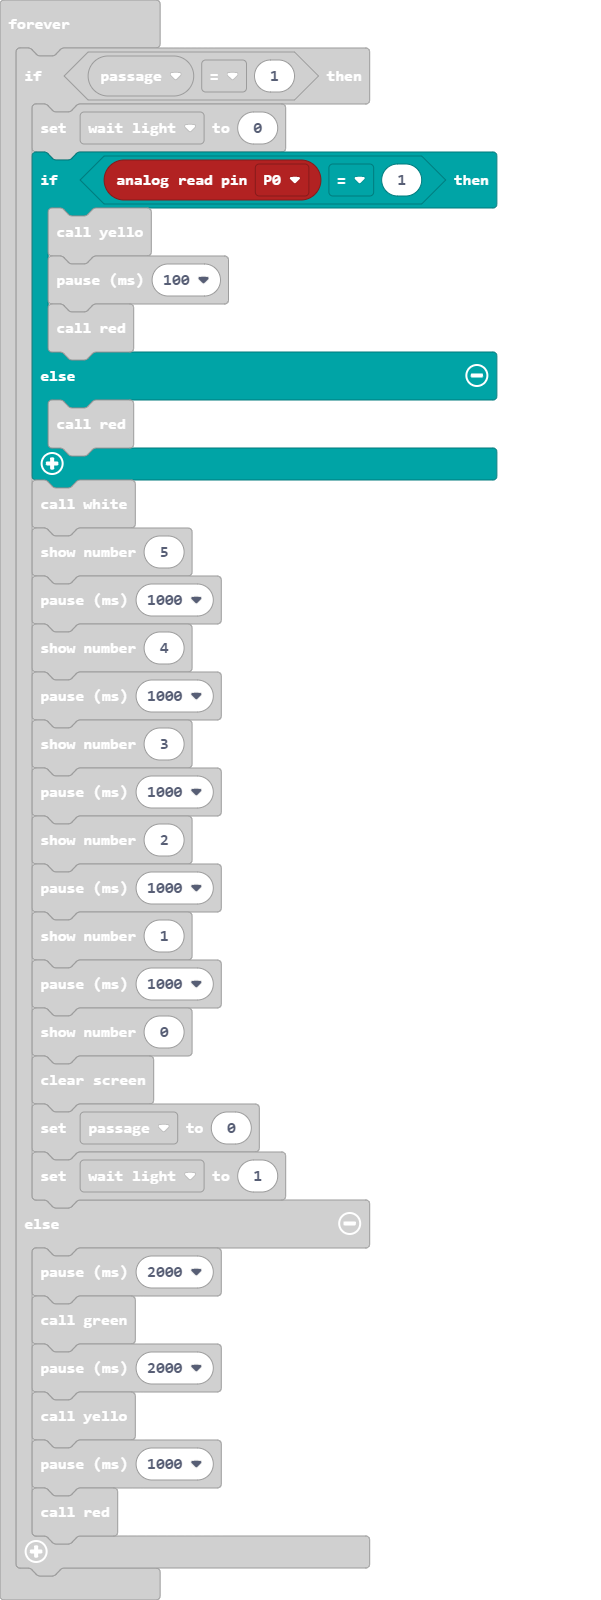 forever
if passage = 1 then
set wait light to 0
if analog read pin P0 = 1 then
call yello
pause (ms) 100
call red
else
call red
call white
show number 5
pause (ms) 1000
show number 4
pause (ms) 1000
show number 3
pause (ms) 1000
show number 2
pause (ms) 1000
show number 1
pause (ms) 1000
show number 0
clear screen
set passage to 0
set wait light to 1
else
pause (ms) 2000
call green
pause (ms) 2000
call yello
pause (ms) 1000
call red